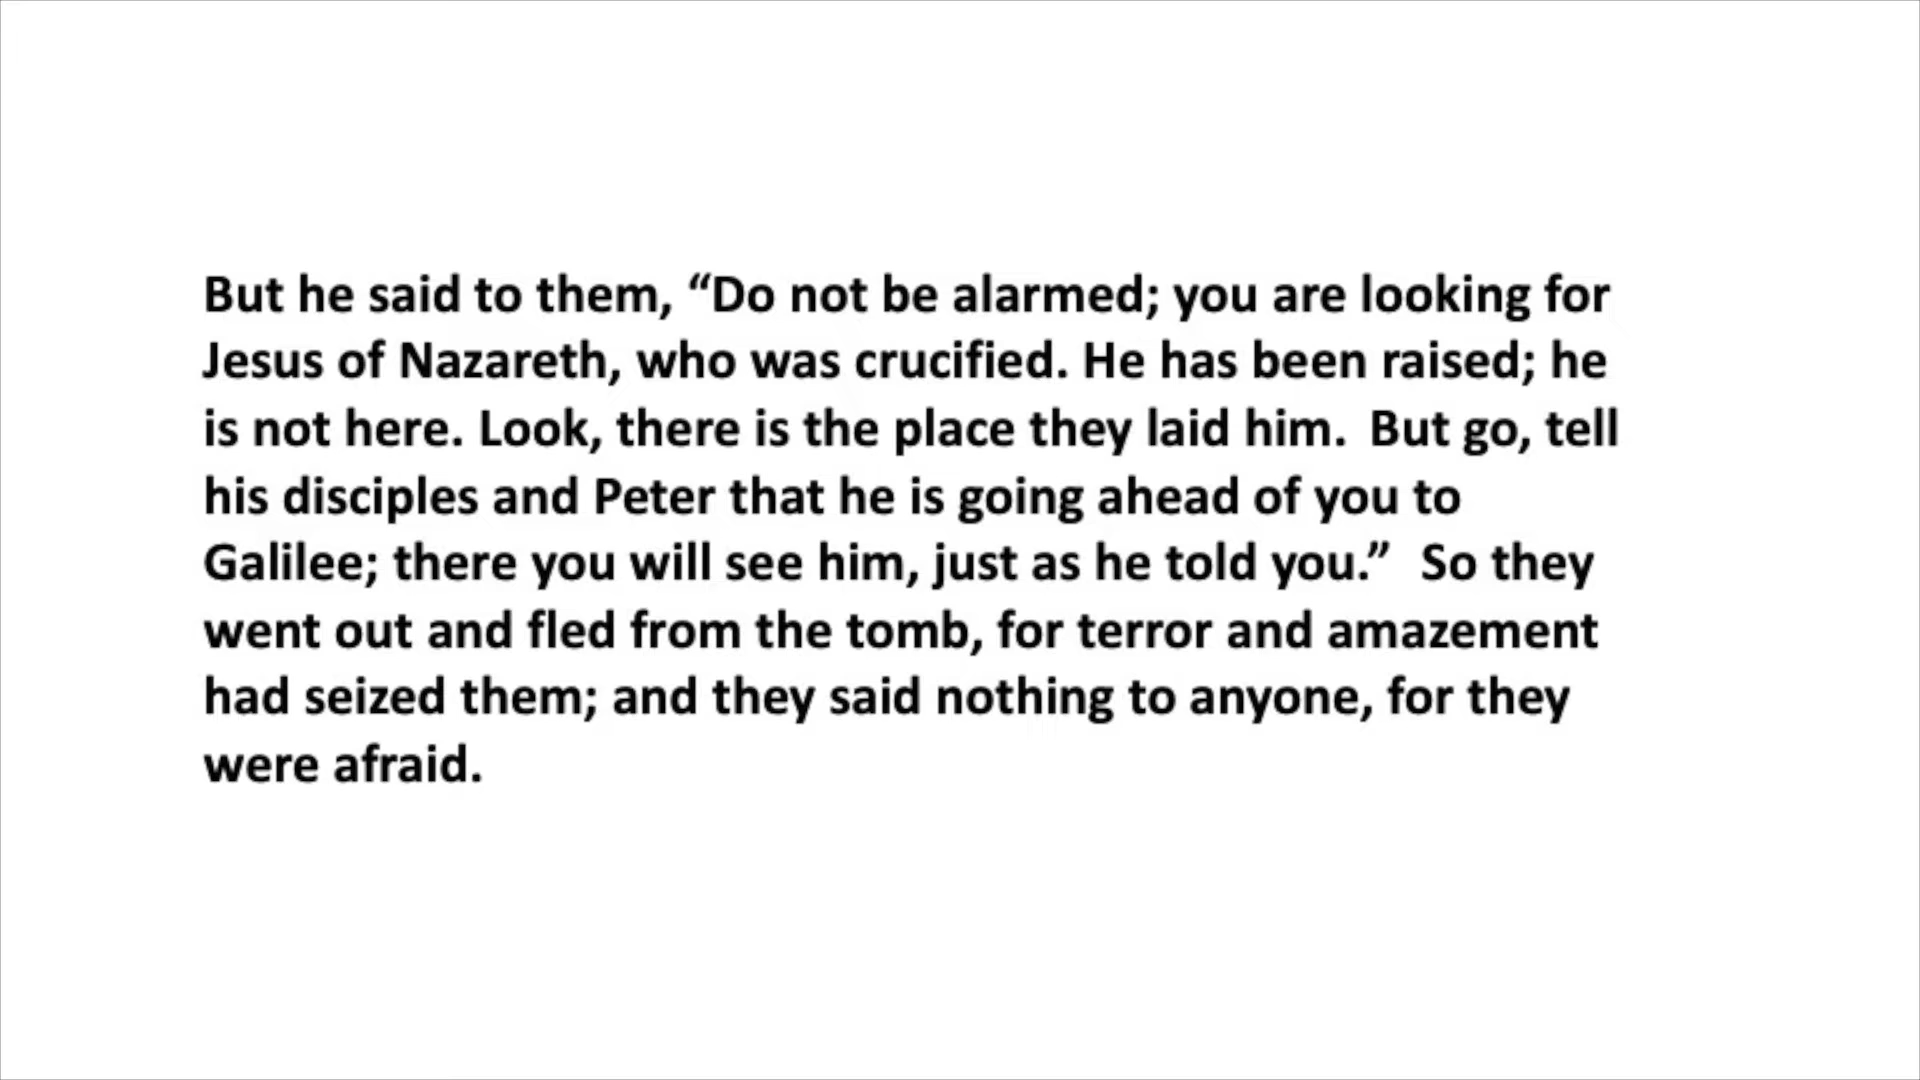 But he said to them, “Do not be alarmed; you are looking for
Jesus of Nazareth, who was crucified. He has been raised; he
is not here. Look, there is the place they laid him.  But go, tell
his disciples and Peter that he is going ahead of you to
Galilee; there you will see him, just as he told you.”  So they
went out and fled from the tomb, for terror and amazement
had seized them; and they said nothing to anyone, for they
were afraid.